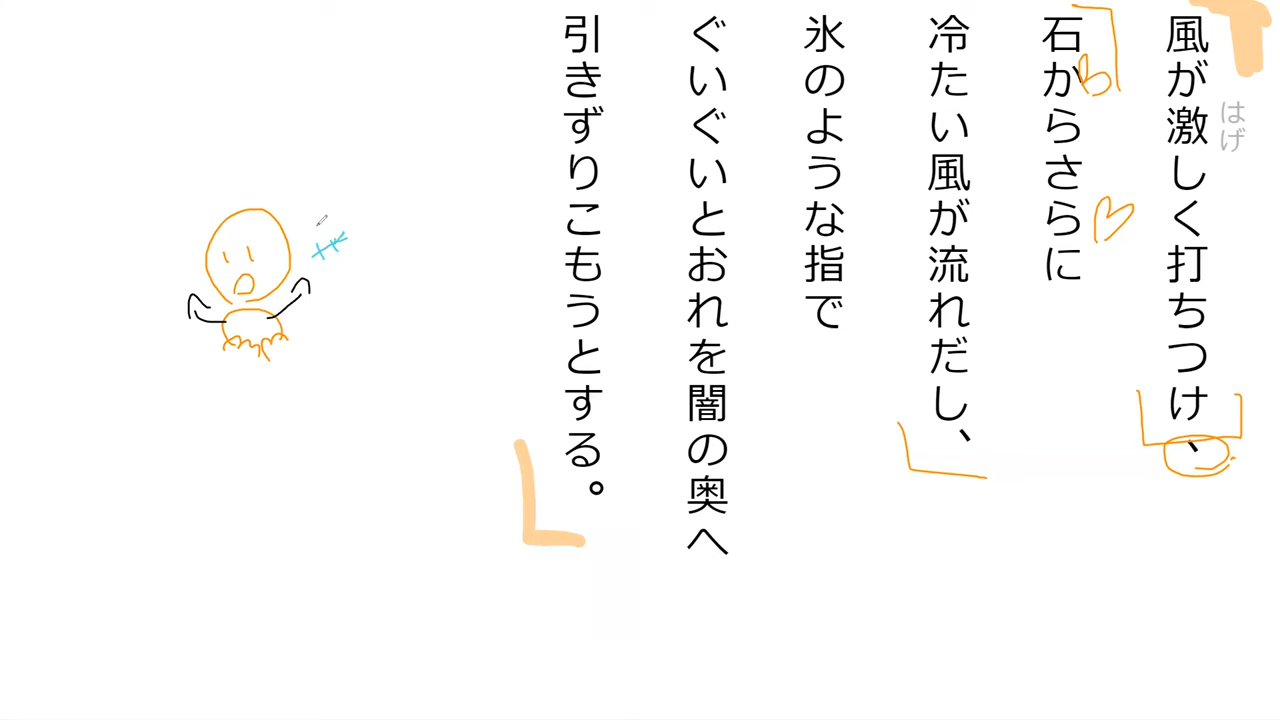 風が激しく打ちつけ、
はげ
石からさらに
冷たい風が流れだし、
氷のような指で
ぐいぐいとおれを闇の奥へ
引きずりこもうとする。